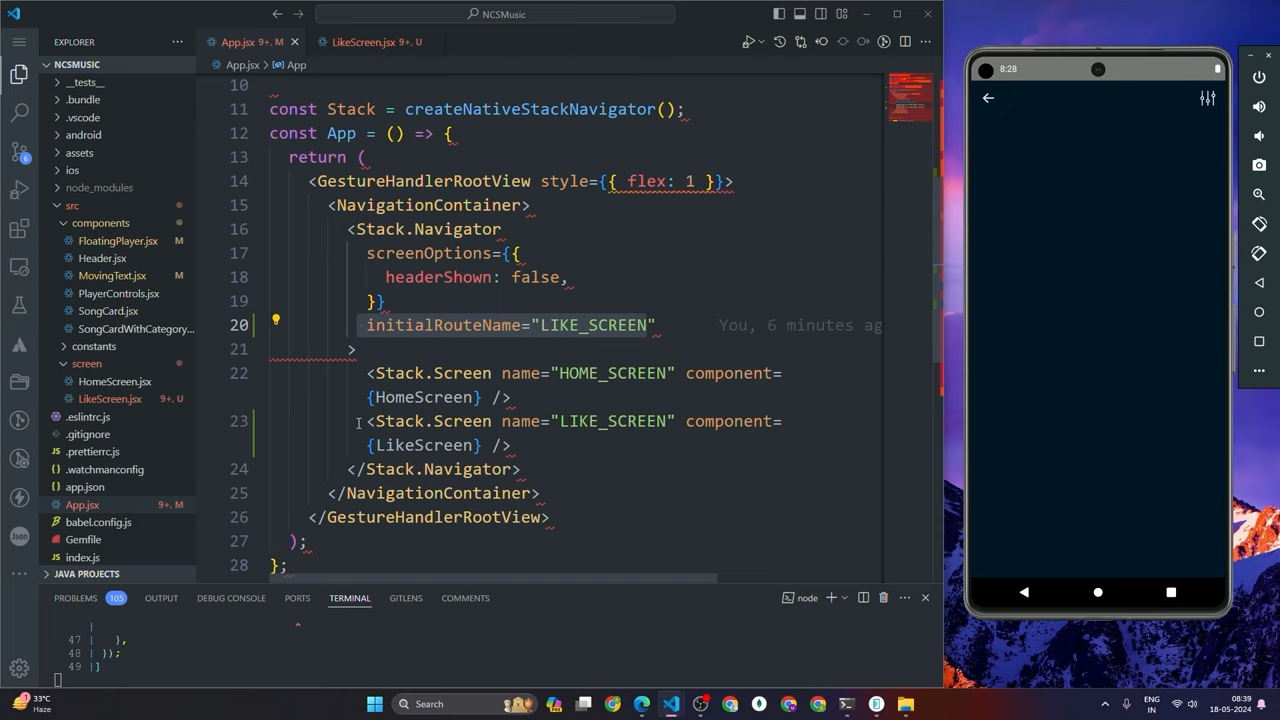 NCSMusic
EXPLORER
NCSMUSIC
__tests__
.bundle
.vscode
android
assets
ios
node_modules
src
components
FloatingPlayer.jsx M
Header.jsx
MovingText.jsx M
PlayerControls.jsx
SongCard.jsx
SongCardWithCategory...
constants
screen
HomeScreen.jsx
LikeScreen.jsx 9+, U
.eslintrc.js
.gitignore
.prettierrc.js
.watchmanconfig
app.json
App.jsx 9+, M
babel.config.js
Gemfile
index.js
JAVA PROJECTS
6
Json
App.jsx 9+, M
LikeScreen.jsx 9+, U
App.jsx > App
10
11 const Stack = createNativeStackNavigator();
12 const App = () => {
13 return (
14 <GestureHandlerRootView style={{ flex: 1 }}>
15 <NavigationContainer>
16 <Stack.Navigator
17 screenOptions={{
18 headerShown: false,
19 }}
20 initialRouteName="LIKE_SCREEN" You, 6 minutes ag
21 >
22 <Stack.Screen name="HOME_SCREEN" component=
{HomeScreen} />
23 <Stack.Screen name="LIKE_SCREEN" component=
{LikeScreen} />
24 </Stack.Navigator>
25 </NavigationContainer>
26 </GestureHandlerRootView>
27 );
28 };
PROBLEMS 105 OUTPUT DEBUG CONSOLE PORTS TERMINAL GITLENS COMMENTS
node
|
^
47 | },
48 | });
49 |]
8:28
1
33°C
Haze
Search
ENG
IN
08:39
18-05-2024